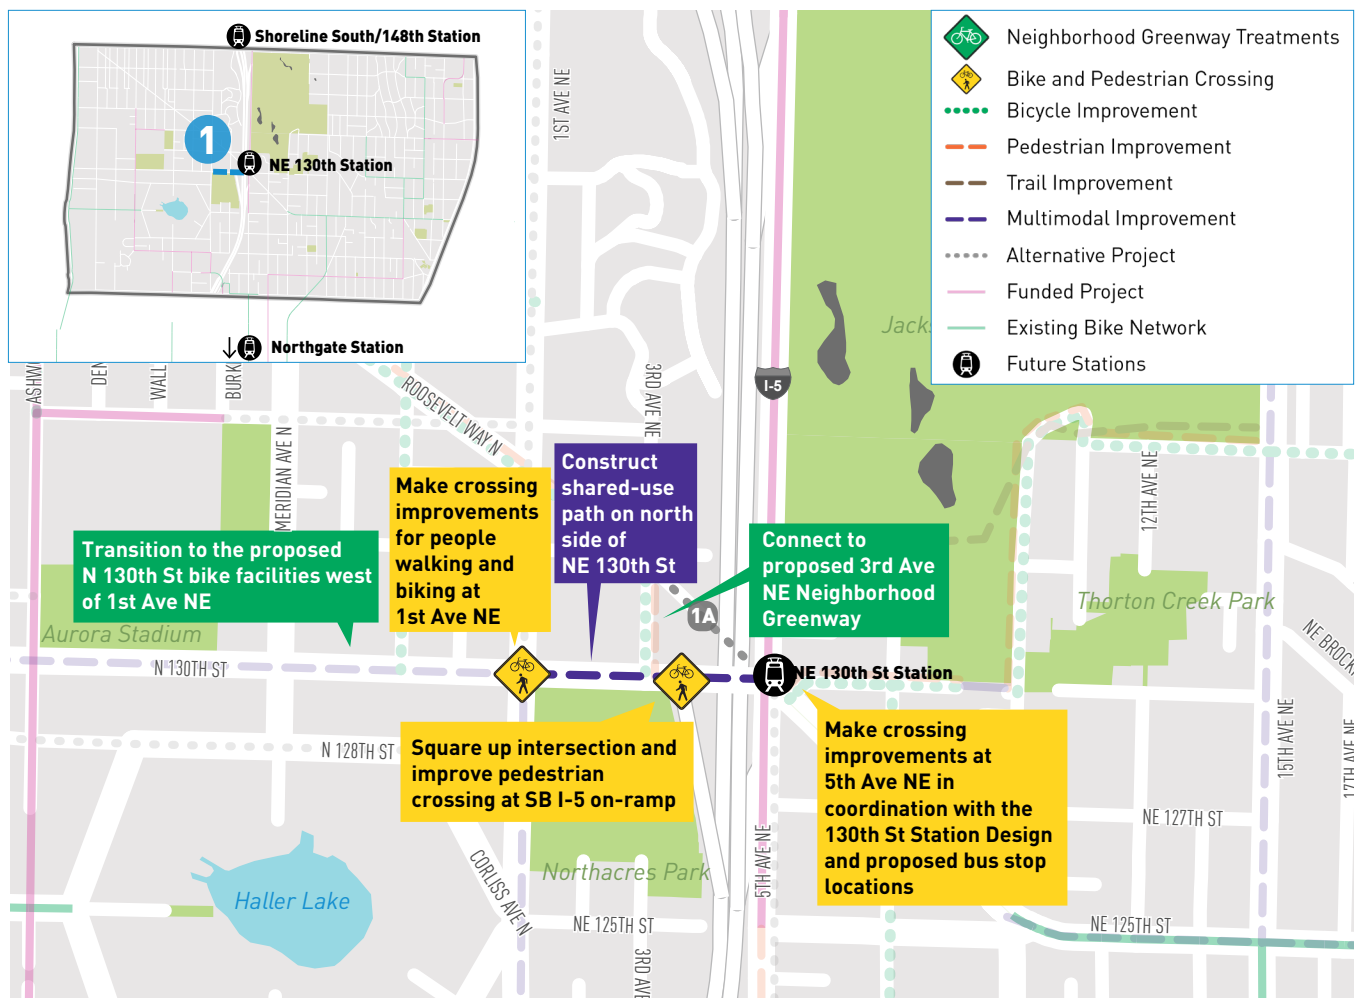 Shoreline South/148th Station
1
NE 130th Station
Northgate Station
Neighborhood Greenway Treatments
Bike and Pedestrian Crossing
Bicycle Improvement
Pedestrian Improvement
Trail Improvement
Multimodal Improvement
Alternative Project
Funded Project
Existing Bike Network
Future Stations
1ST AVE NE
3RD AVE NE
I-5
DEN
WALL
BURK
ROOSEVELT WAY N
MERIDIAN AVE N
12TH AVE NE
Make crossing
improvements
for people
walking and
biking at
1st Ave NE
Construct
shared-use
path on north
side of
NE 130th St
Transition to the proposed
N 130th St bike facilities west
of 1st Ave NE
Connect to
proposed 3rd Ave
NE Neighborhood
Greenway
1A
Aurora Stadium
Thorton Creek Park
N 130TH ST
NE 130th St Station
Square up intersection and
improve pedestrian
crossing at SB I-5 on-ramp
Make crossing
improvements at
5th Ave NE in
coordination with the
130th St Station Design
and proposed bus stop
locations
N 128TH ST
15TH AVE NE
17TH AVE NE
NE 127TH ST
5TH AVE NE
CORLISS AVE N
Northacres Park
Haller Lake
NE 125TH ST
NE 125TH ST
3RD AVE